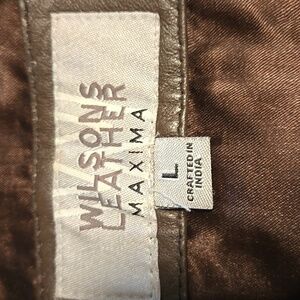 WILSONS
LEATHER
MAXIMA
L
CRAFTED IN
INDIA